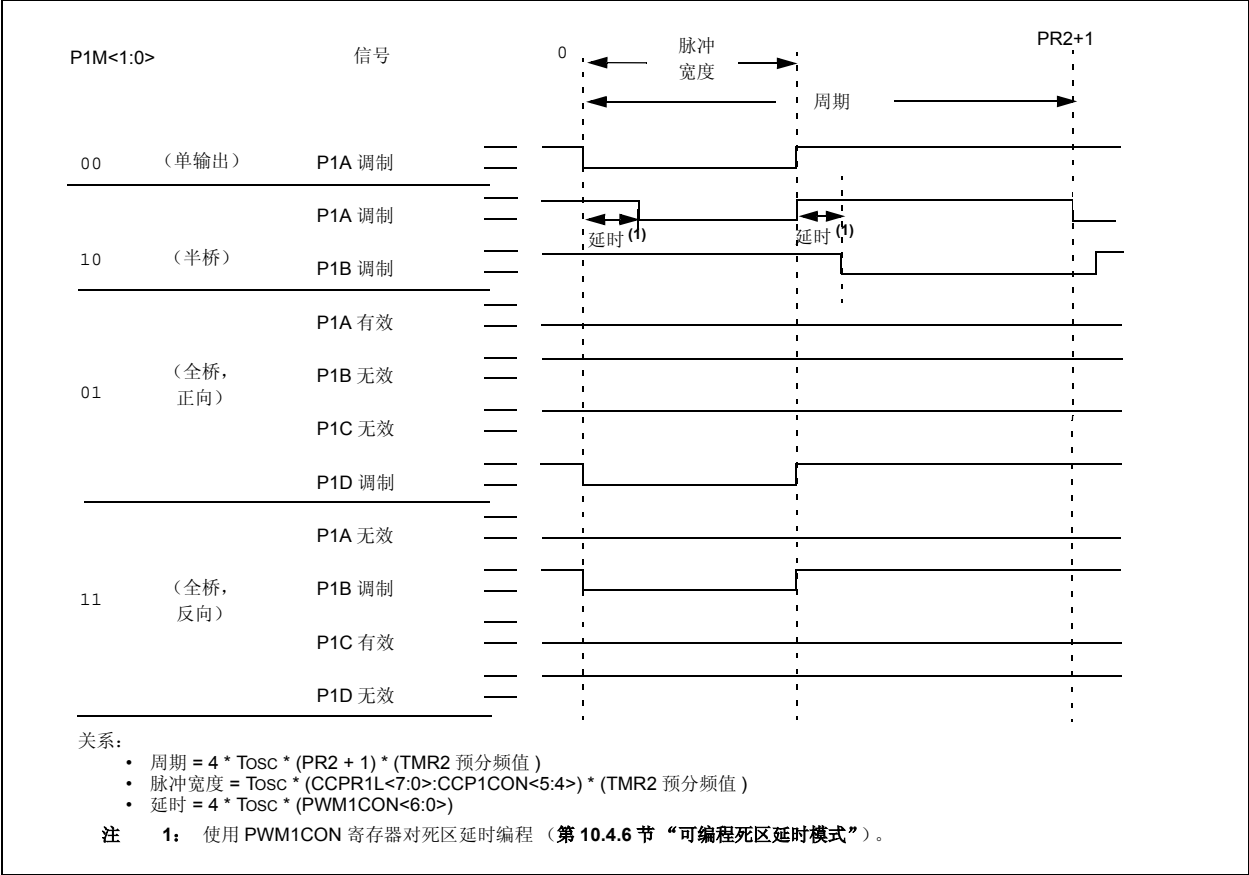 P1M<1:0> 信号 0 脉冲 PR2+1
宽度
周期
00 （单输出） P1A 调制
P1A 调制
延时 (1) 延时 (1)
10 （半桥） P1B 调制
P1A 有效
（全桥， P1B 无效
01 正向）
P1C 无效
P1D 调制
P1A 无效
（全桥， P1B 调制
11 反向）
P1C 有效
P1D 无效
关系：
• 周期 = 4 * TOSC * (PR2 + 1) * (TMR2 预分频值 )
• 脉冲宽度 = TOSC * (CCPR1L<7:0>:CCP1CON<5:4>) * (TMR2 预分频值 )
• 延时 = 4 * TOSC * (PWM1CON<6:0>)
注 1： 使用 PWM1CON 寄存器对死区延时编程 （第 10.4.6 节 “可编程死区延时模式”）。